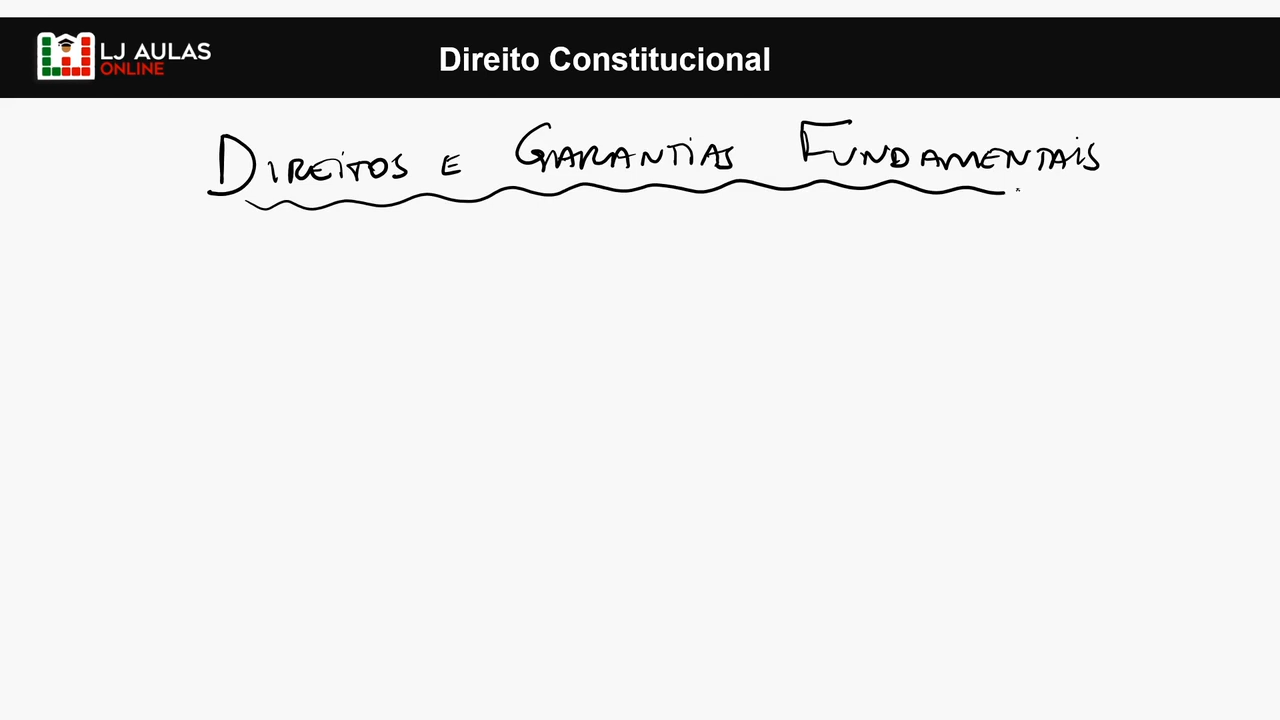 LJ AULAS
ONLINE
Direito Constitucional
DIREITOS E GARANTIAS FUNDAMENTAIS